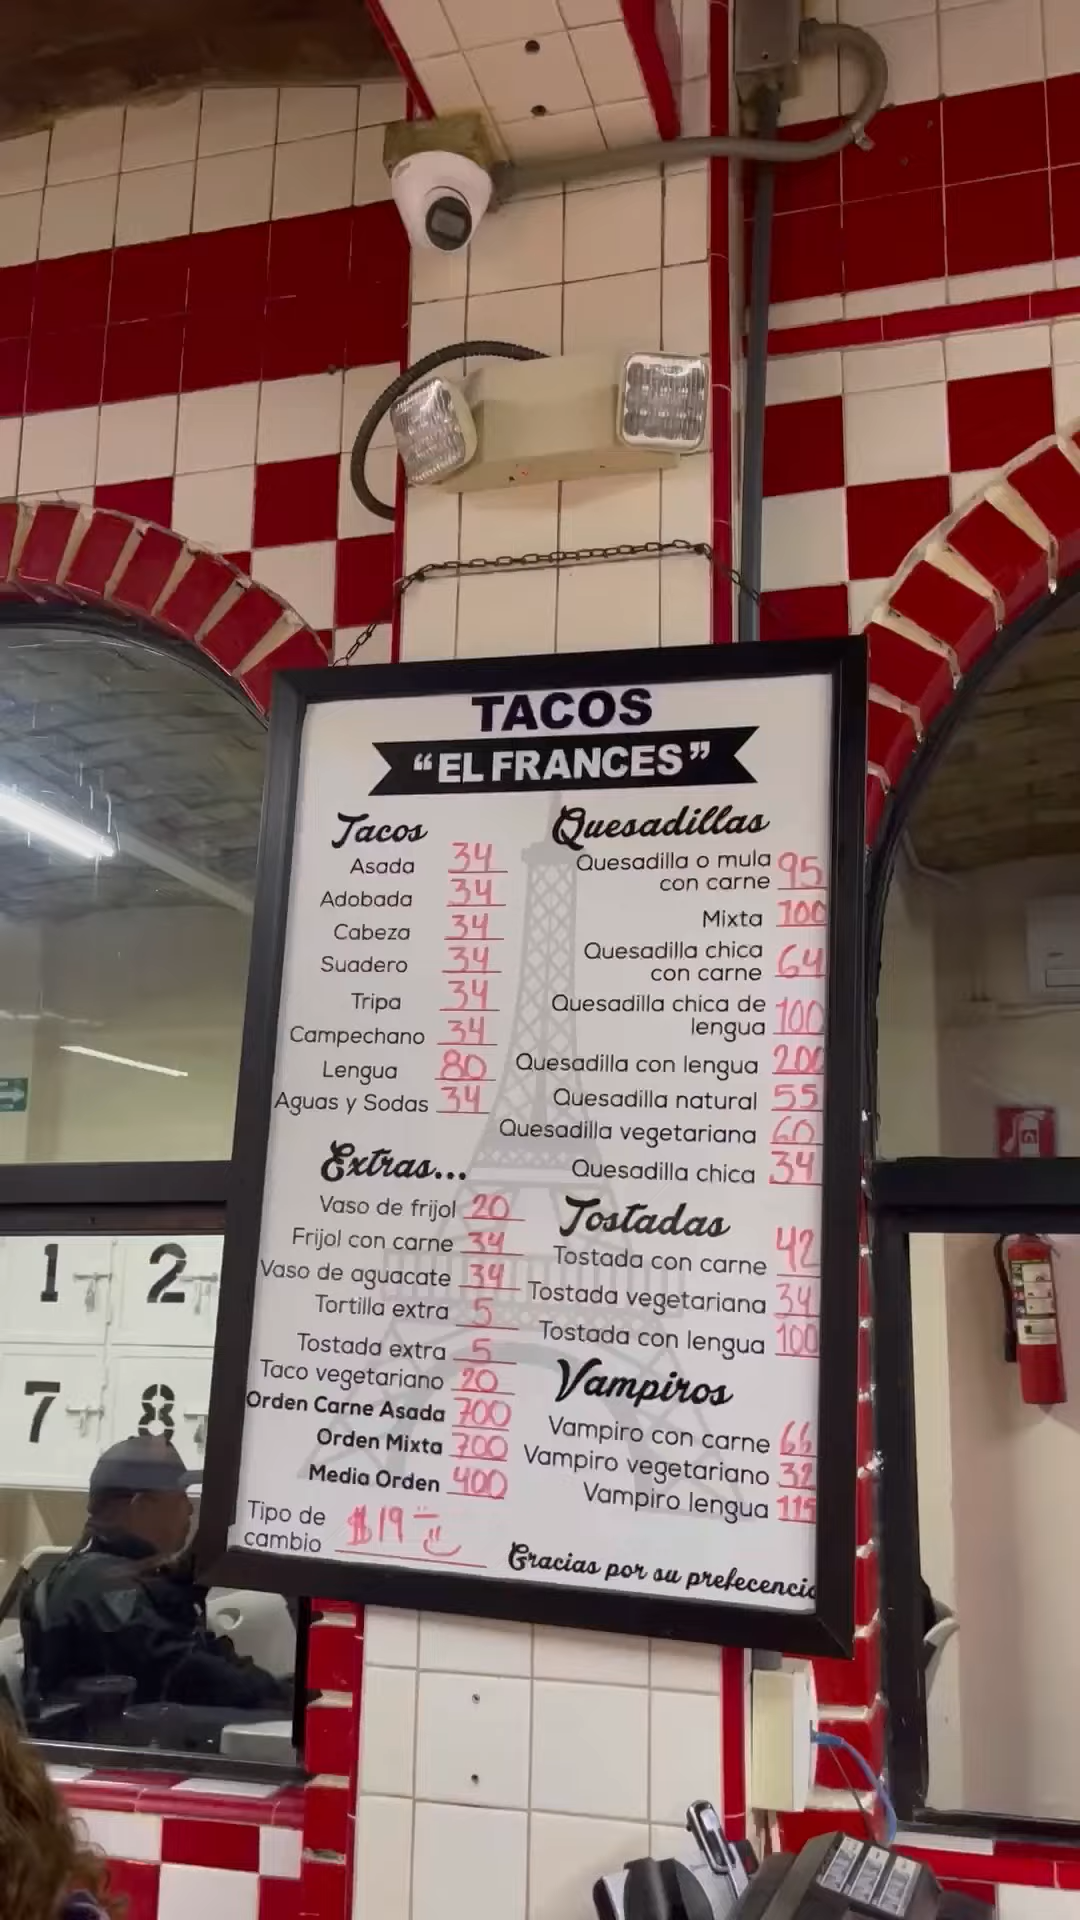 TACOS
“EL FRANCES”
Tacos
Asada 34
Adobada 34
Cabeza 34
Suadero 34
Tripa 34
Campechano 34
Lengua 80
Aguas y Sodas 34
Extras...
Vaso de frijol 20
Frijol con carne 34
Vaso de aguacate 34
Tortilla extra 5
Tostada extra 5
Taco vegetariano 20
Orden Carne Asada 700
Orden Mixta 700
Media Orden 400
Tipo de
cambio $19
Quesadillas
Quesadilla o mula
con carne 95
Mixta 100
Quesadilla chica
con carne 64
Quesadilla chica de
lengua 100
Quesadilla con lengua 200
Quesadilla natural 55
Quesadilla vegetariana 60
Quesadilla chica 34
Tostadas
Tostada con carne 42
Tostada vegetariana 34
Tostada con lengua 100
Vampiros
Vampiro con carne 66
Vampiro vegetariano 32
Vampiro lengua 115
Gracias por su prefecencia
1 2
7 8